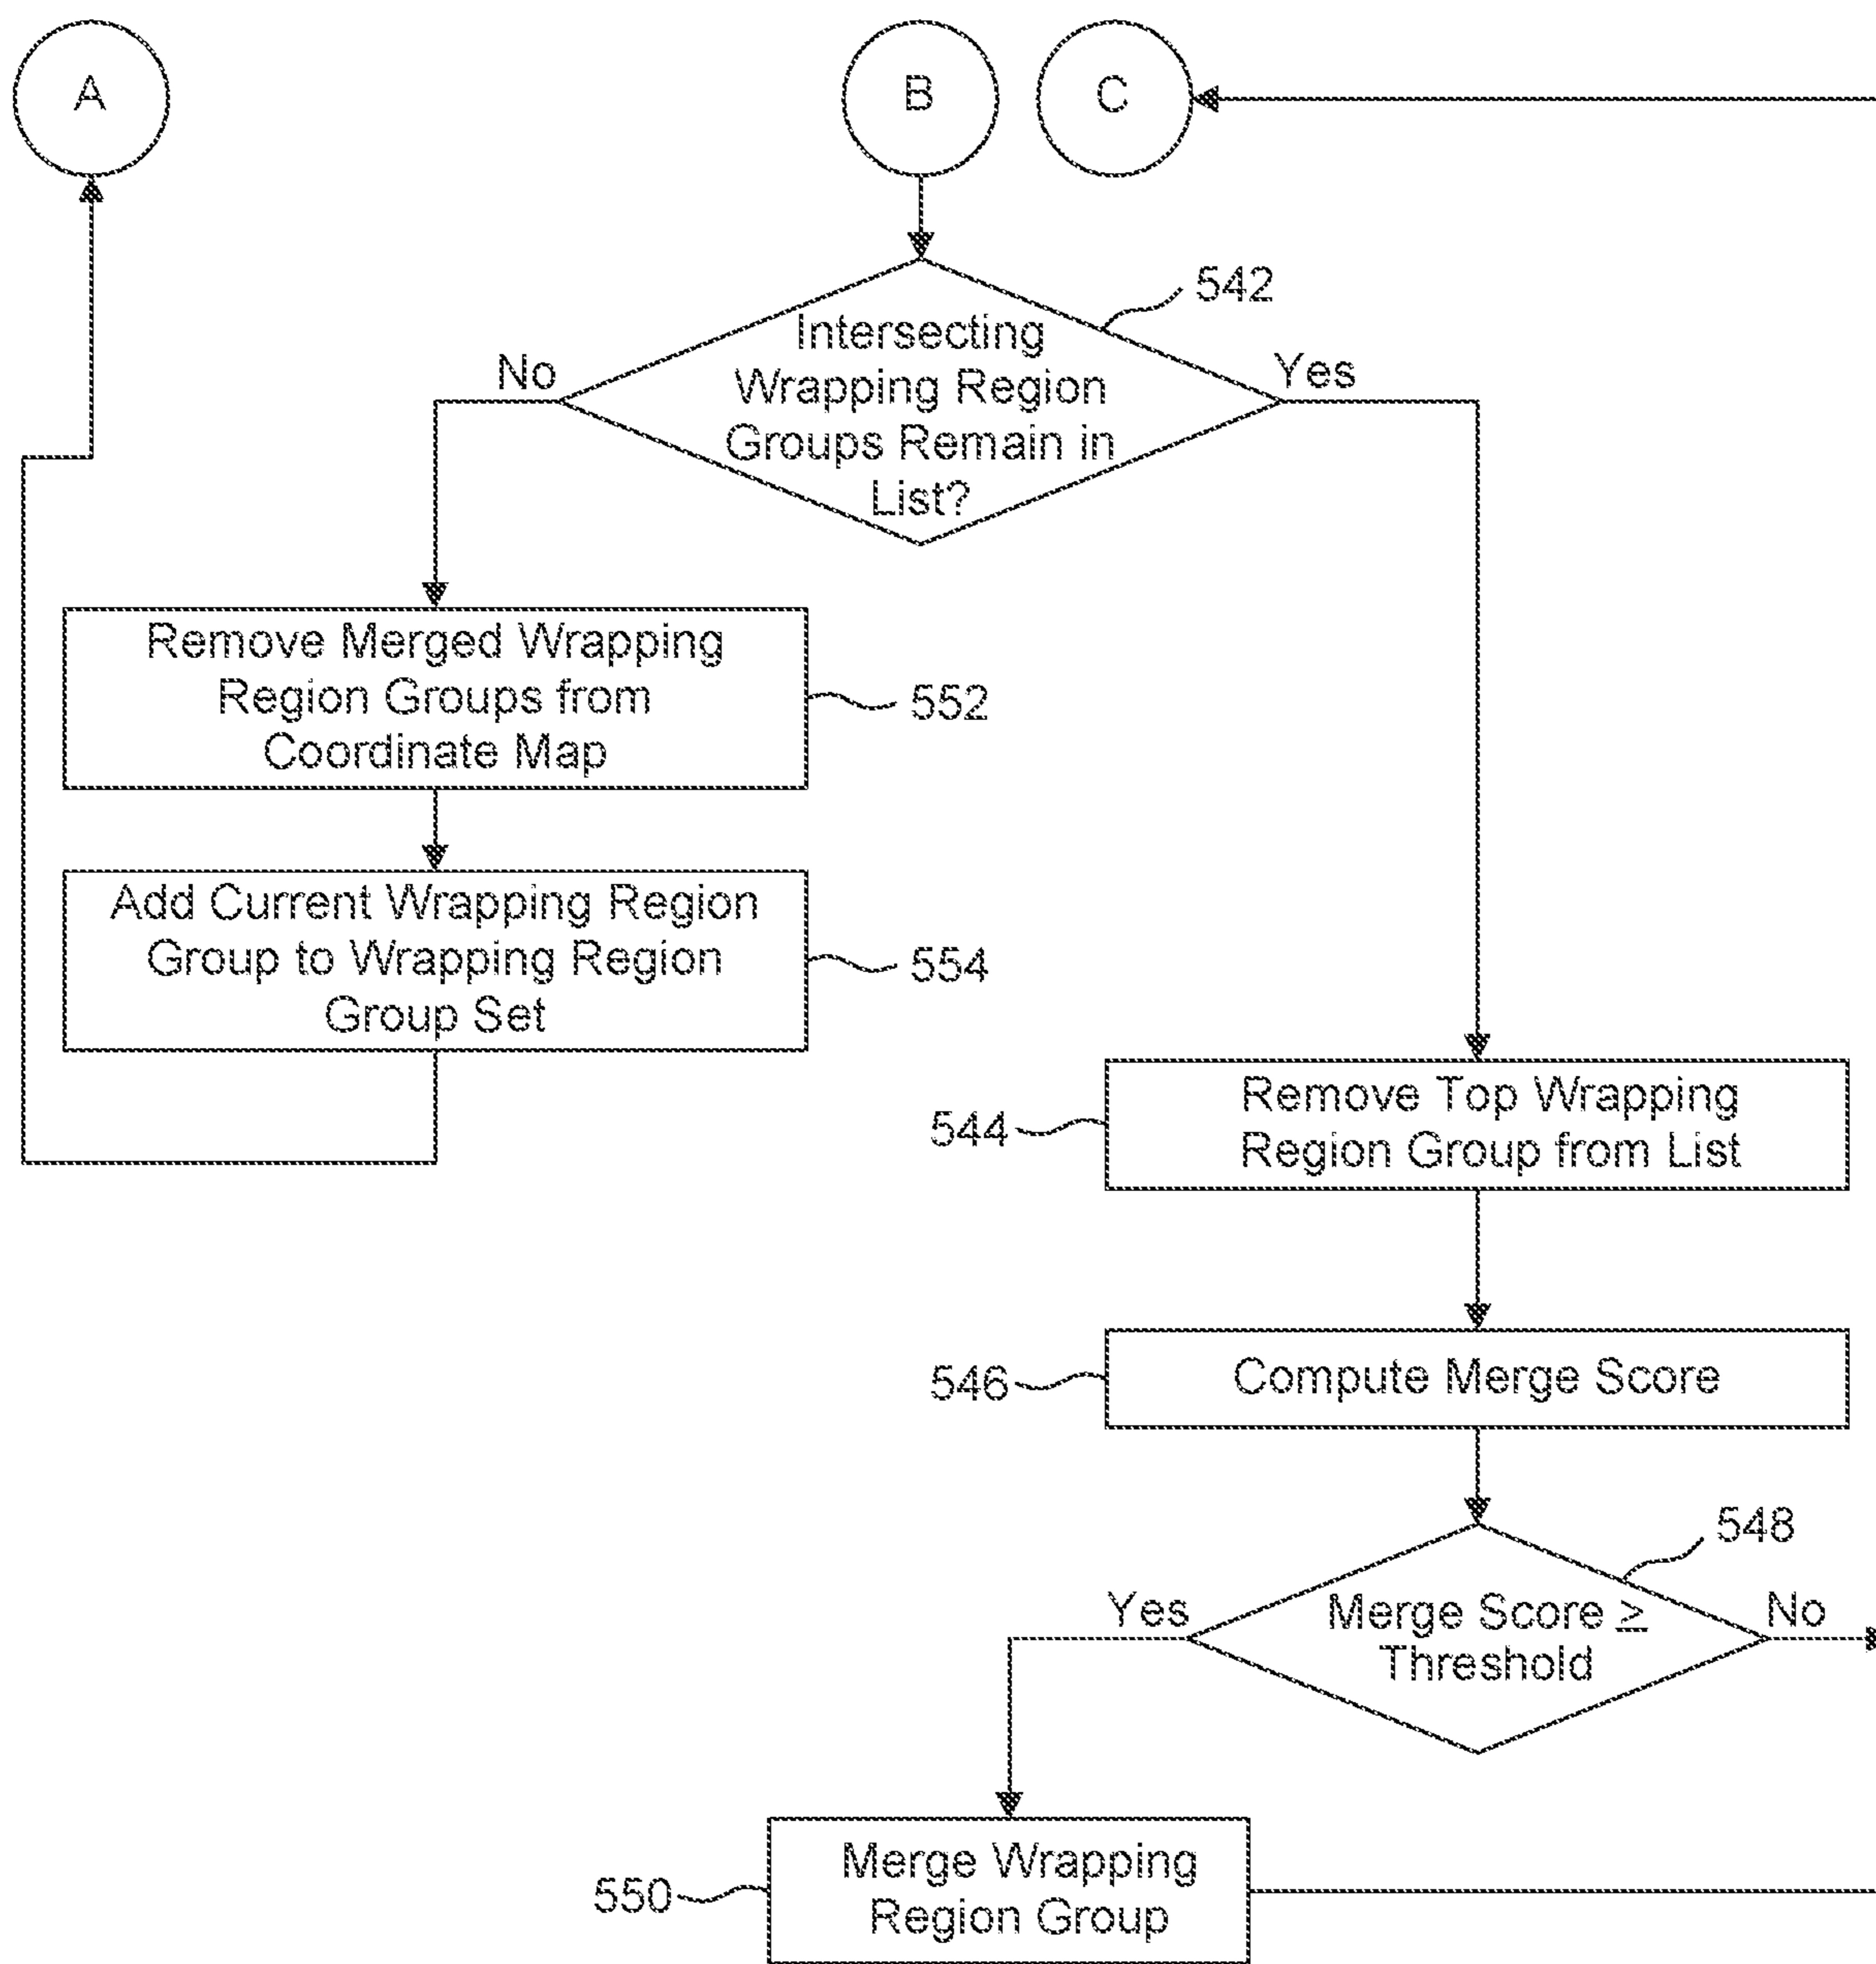 A
B
C
542
Intersecting
Wrapping Region
Groups Remain in
List?
No
Yes
Remove Merged Wrapping
Region Groups from
Coordinate Map
552
Add Current Wrapping Region
Group to Wrapping Region
Group Set
554
544
Remove Top Wrapping
Region Group from List
546
Compute Merge Score
548
Yes
Merge Score ≥
Threshold
No
550
Merge Wrapping
Region Group